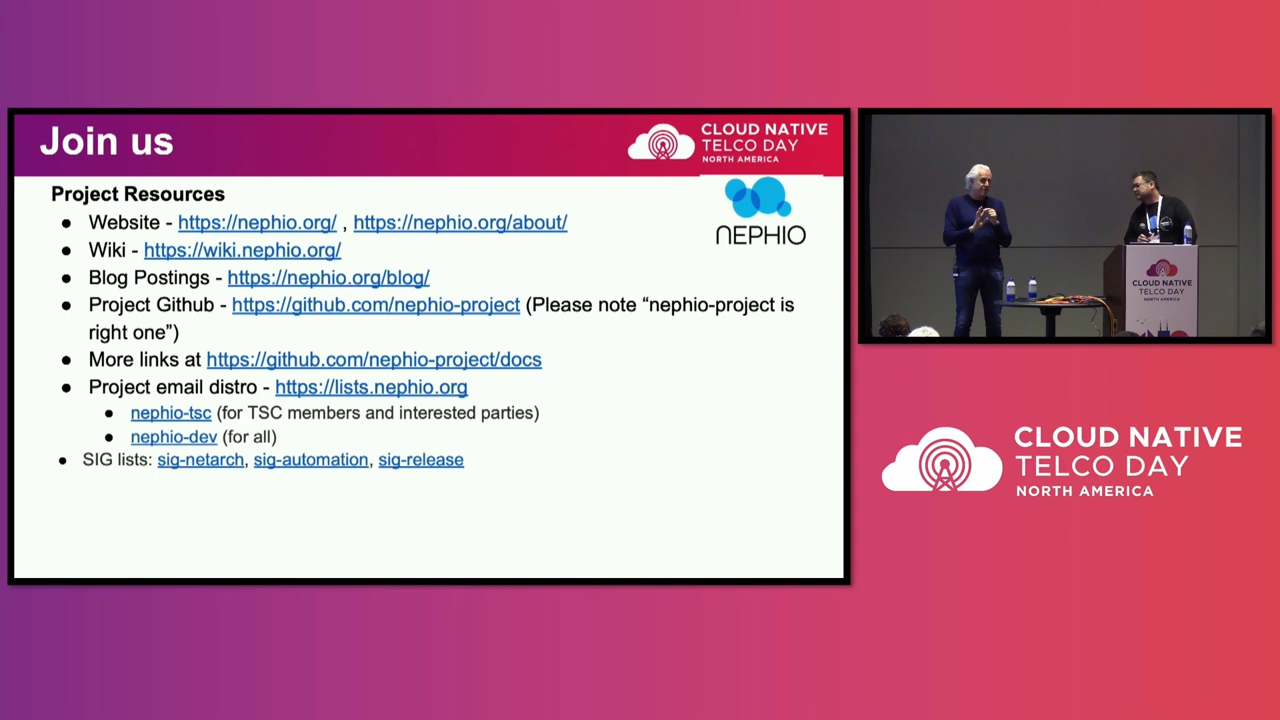 Join us
CLOUD NATIVE
TELCO DAY
NORTH AMERICA
NEPHIO
Project Resources
● Website - https://nephio.org/ , https://nephio.org/about/
● Wiki - https://wiki.nephio.org/
● Blog Postings - https://nephio.org/blog/
● Project Github - https://github.com/nephio-project (Please note “nephio-project is
right one”)
● More links at https://github.com/nephio-project/docs
● Project email distro - https://lists.nephio.org
● nephio-tsc (for TSC members and interested parties)
● nephio-dev (for all)
● SIG lists: sig-netarch, sig-automation, sig-release
CLOUD NATIVE
TELCO DAY
NORTH AMERICA
CLOUD NATIVE
TELCO DAY
NORTH AMERICA